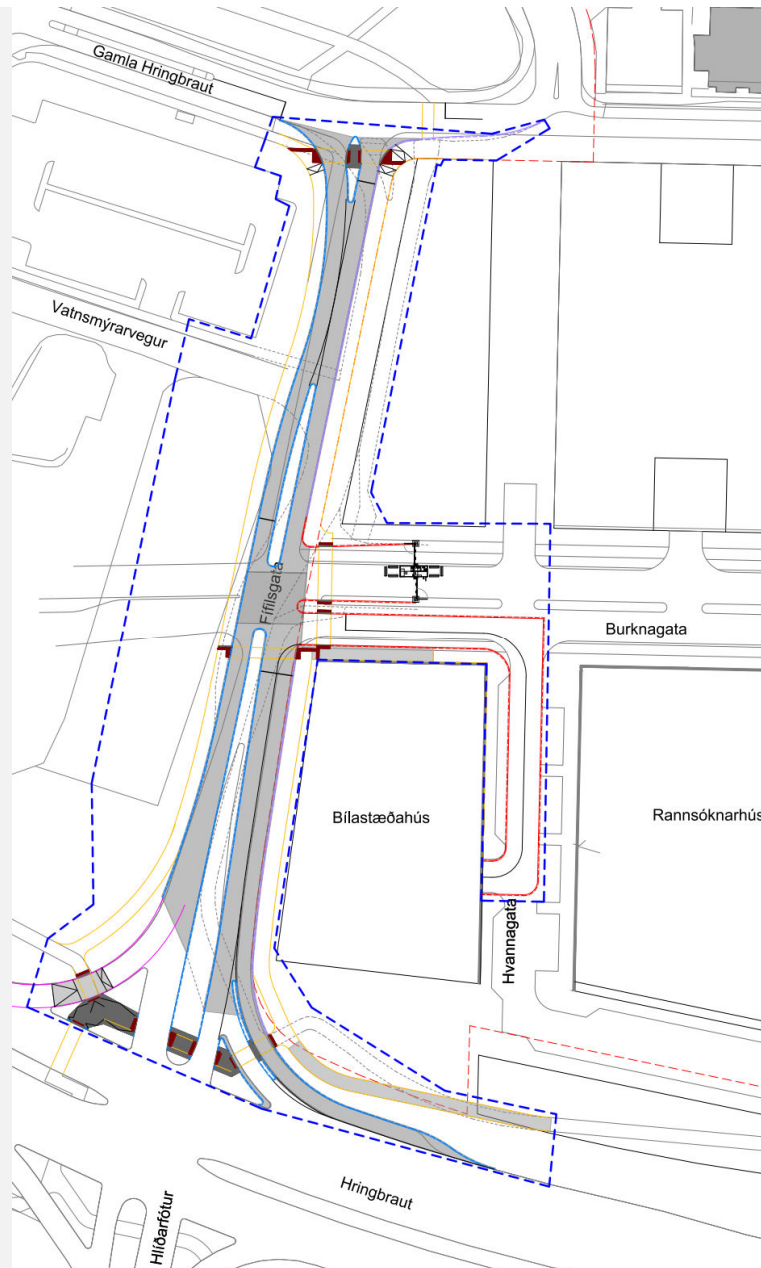 Gamla Hringbraut
Vatnsmýrarvegur
Fífilsgata
Burknagata
Bílastæðahús
Rannsóknarhús
Hvannagata
Hringbraut
Hlíðarfótur